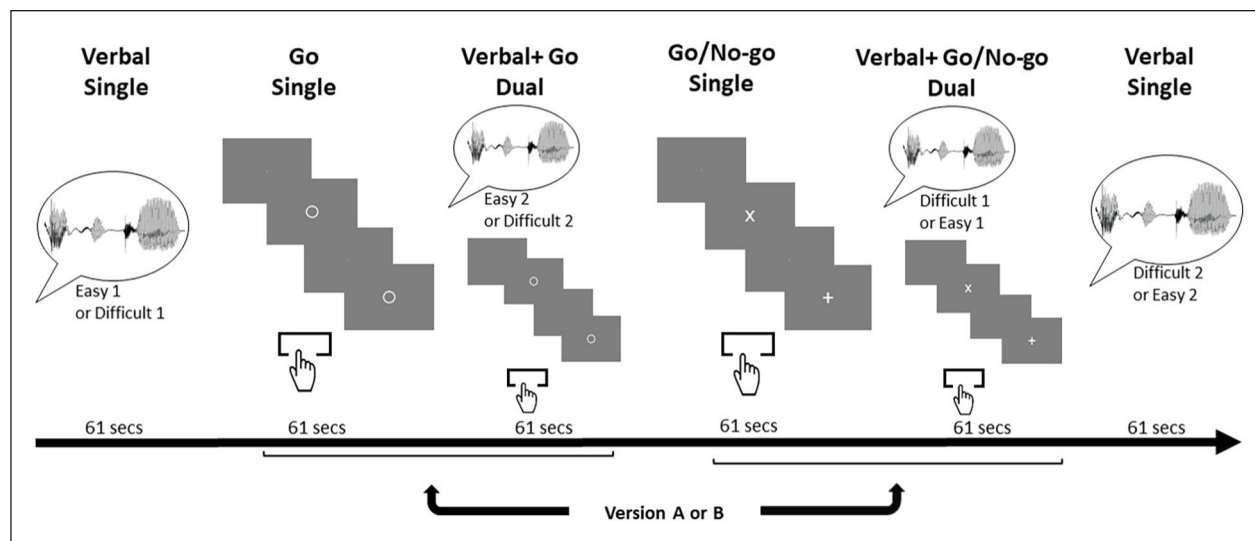 Verbal
Single
Go
Single
Verbal+ Go
Dual
Go/No-go
Single
Verbal+ Go/No-go
Dual
Verbal
Single
Easy 1
or Difficult 1
Easy 2
or Difficult 2
x
+
Difficult 1
or Easy 1
x
+
Difficult 2
or Easy 2
61 secs
61 secs
61 secs
61 secs
61 secs
61 secs
Version A or B